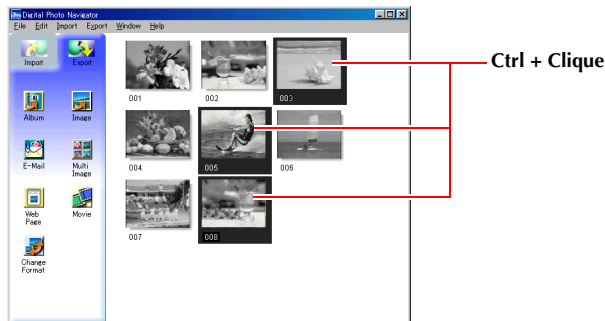 Digital Photo Navigator
File Edit Import Export Window Help
Import Export
Ctrl + Clique
001 002 003
Album Image
004 005 006
E-Mail Multi Image
007 008
Web Page Movie
Change Format